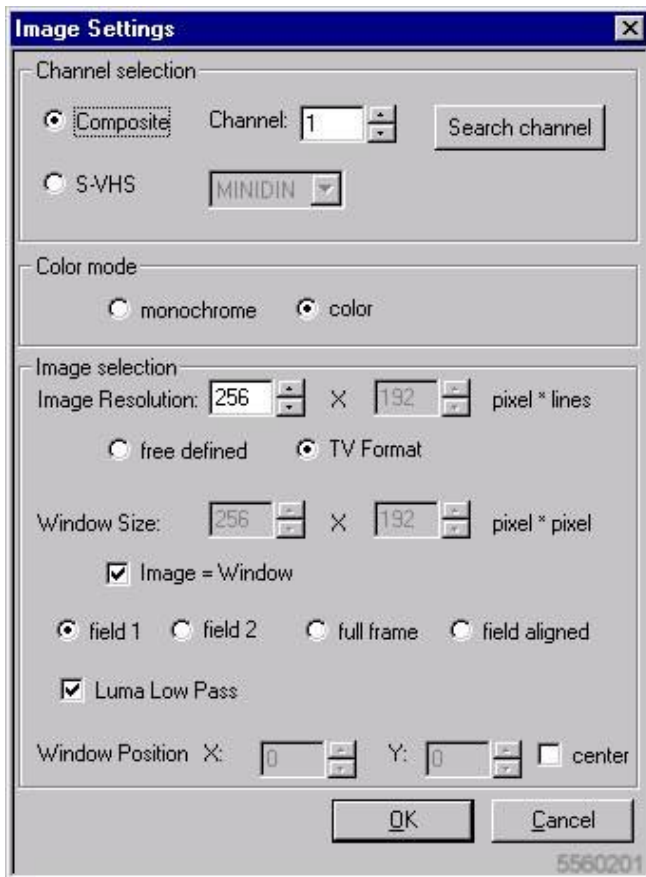 Image Settings
Channel selection
Composite Channel: 1 Search channel
S-VHS MINIDIN
Color mode
monochrome color
Image selection
Image Resolution: 256 X 192 pixel * lines
free defined TV Format
Window Size: 256 X 192 pixel * pixel
Image = Window
field 1 field 2 full frame field aligned
Luma Low Pass
Window Position X: 0 Y: 0 center
OK Cancel
5560201